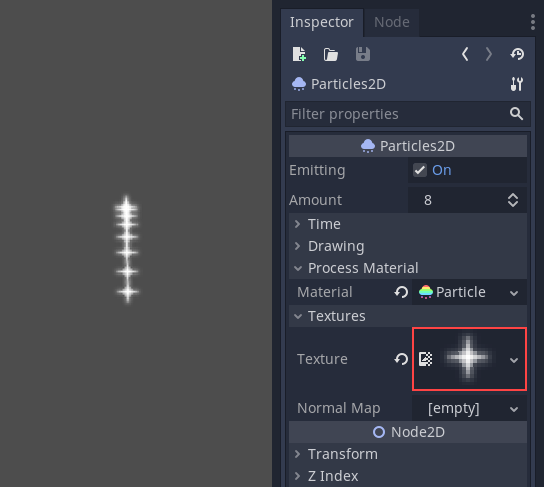 Inspector Node
Particles2D
Filter properties
Particles2D
Emitting On
Amount 8
Time
Drawing
Process Material
Material Particle
Textures
Texture
Normal Map [empty]
Node2D
Transform
Z Index